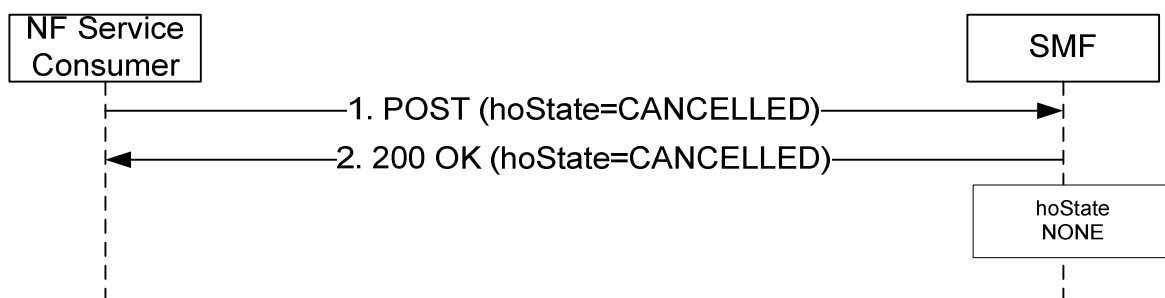 NF Service
Consumer
SMF
1. POST (hoState=CANCELLED)
2. 200 OK (hoState=CANCELLED)
hoState
NONE